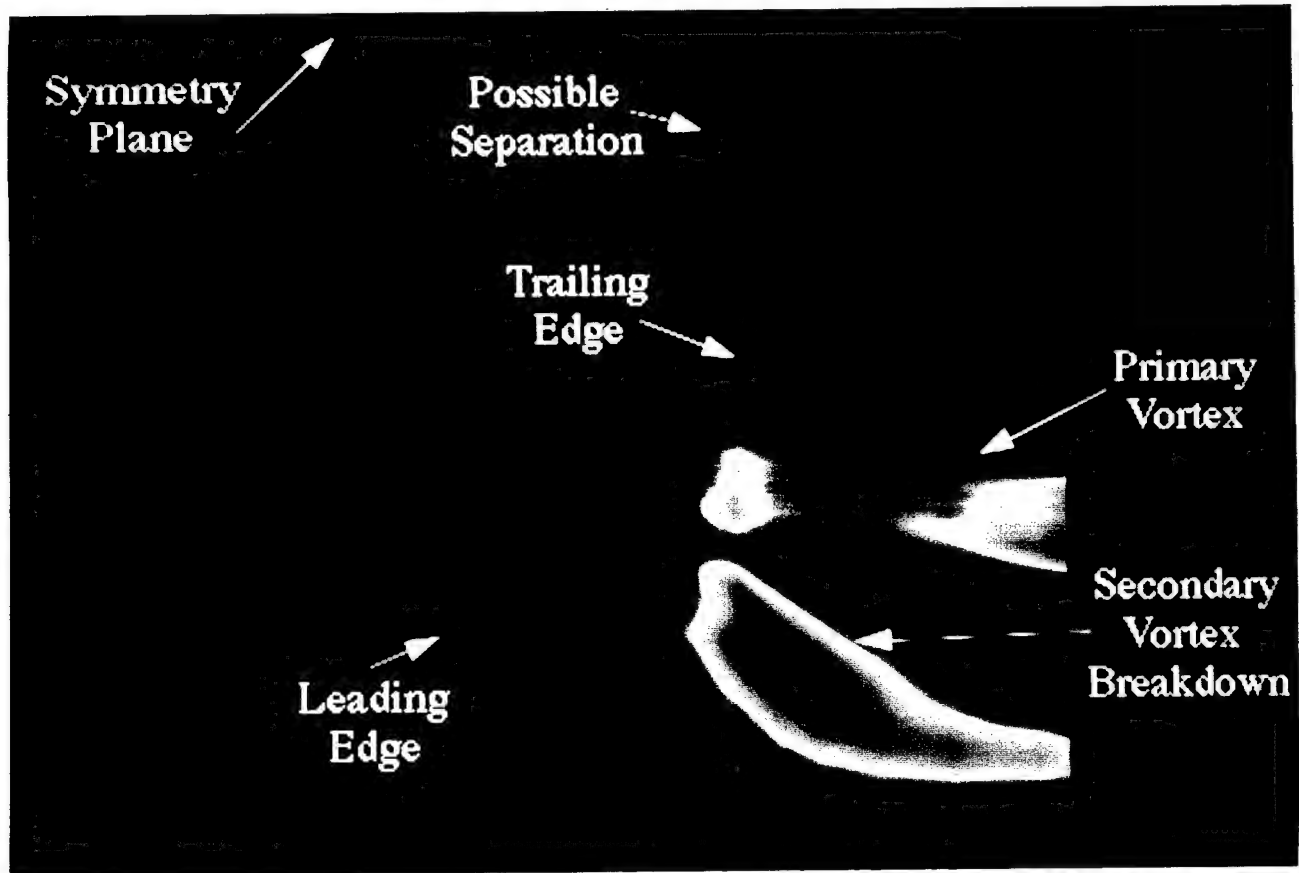 Symmetry
Plane
Possible
Separation
Trailing
Edge
Primary
Vortex
Secondary
Vortex
Breakdown
Leading
Edge